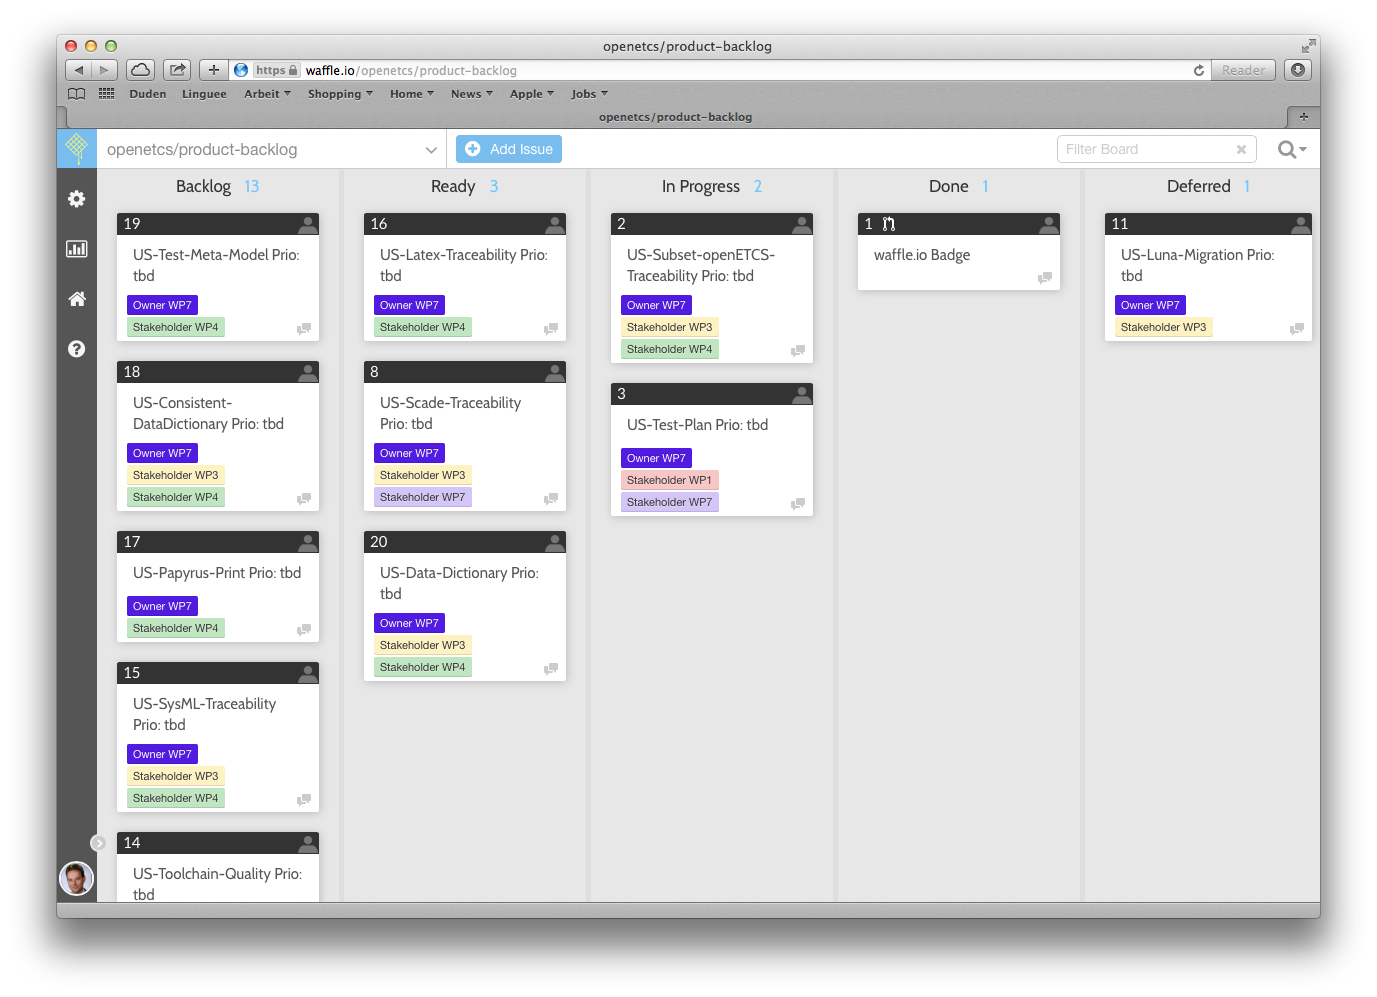 openetcs/product-backlog
https waffle.io/openetcs/product-backlog Reader
Duden Linguee Arbeit Shopping Home News Apple Jobs
openetcs/product-backlog
openetcs/product-backlog Add Issue Filter Board
Backlog 13
19
US-Test-Meta-Model Prio:
tbd
Owner WP7
Stakeholder WP4
18
US-Consistent-
DataDictionary Prio: tbd
Owner WP7
Stakeholder WP3
Stakeholder WP4
17
US-Papyrus-Print Prio: tbd
Owner WP7
Stakeholder WP4
15
US-SysML-Traceability
Prio: tbd
Owner WP7
Stakeholder WP3
Stakeholder WP4
14
US-Toolchain-Quality Prio:
tbd
Ready 3
16
US-Latex-Traceability Prio:
tbd
Owner WP7
Stakeholder WP4
8
US-Scade-Traceability
Prio: tbd
Owner WP7
Stakeholder WP3
Stakeholder WP7
20
US-Data-Dictionary Prio:
tbd
Owner WP7
Stakeholder WP3
Stakeholder WP4
In Progress 2
2
US-Subset-openETCS-
Traceability Prio: tbd
Owner WP7
Stakeholder WP3
Stakeholder WP4
3
US-Test-Plan Prio: tbd
Owner WP7
Stakeholder WP1
Stakeholder WP7
Done 1
1
waffle.io Badge
Deferred 1
11
US-Luna-Migration Prio:
tbd
Owner WP7
Stakeholder WP3